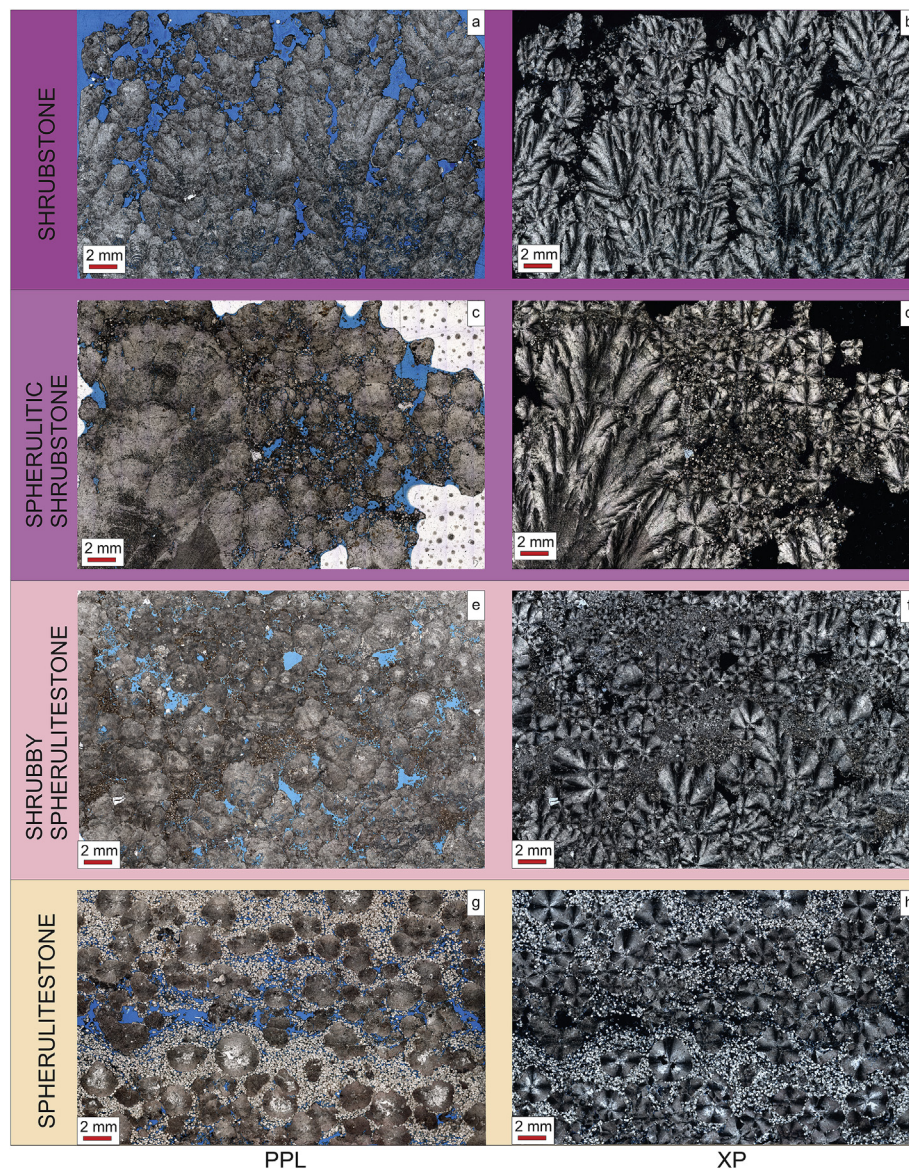 SHRUBSTONE
a
2 mm
b
2 mm
SPHERULITIC
SHRUBSTONE
c
2 mm
d
2 mm
SHRUBBY
SPHERULITESTONE
e
2 mm
f
2 mm
SPHERULITESTONE
g
2 mm
h
2 mm
PPL
XP